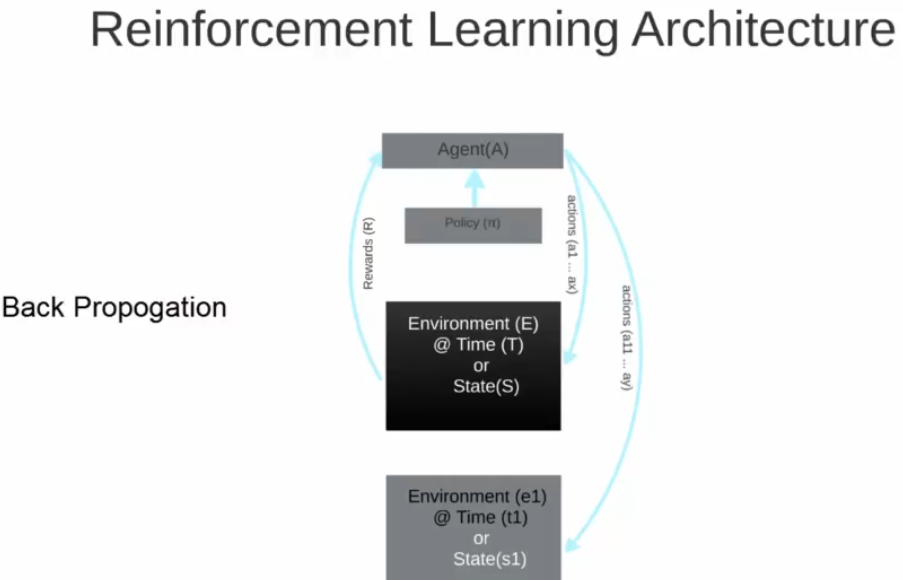 Reinforcement Learning Architecture
Agent(A)
Policy (π)
Rewards (R)
actions (a1 ... ax)
actions (a11 ... ay)
Back Propogation
Environment (E)
@ Time (T)
or
State(S)
Environment (e1)
@ Time (t1)
or
State(s1)